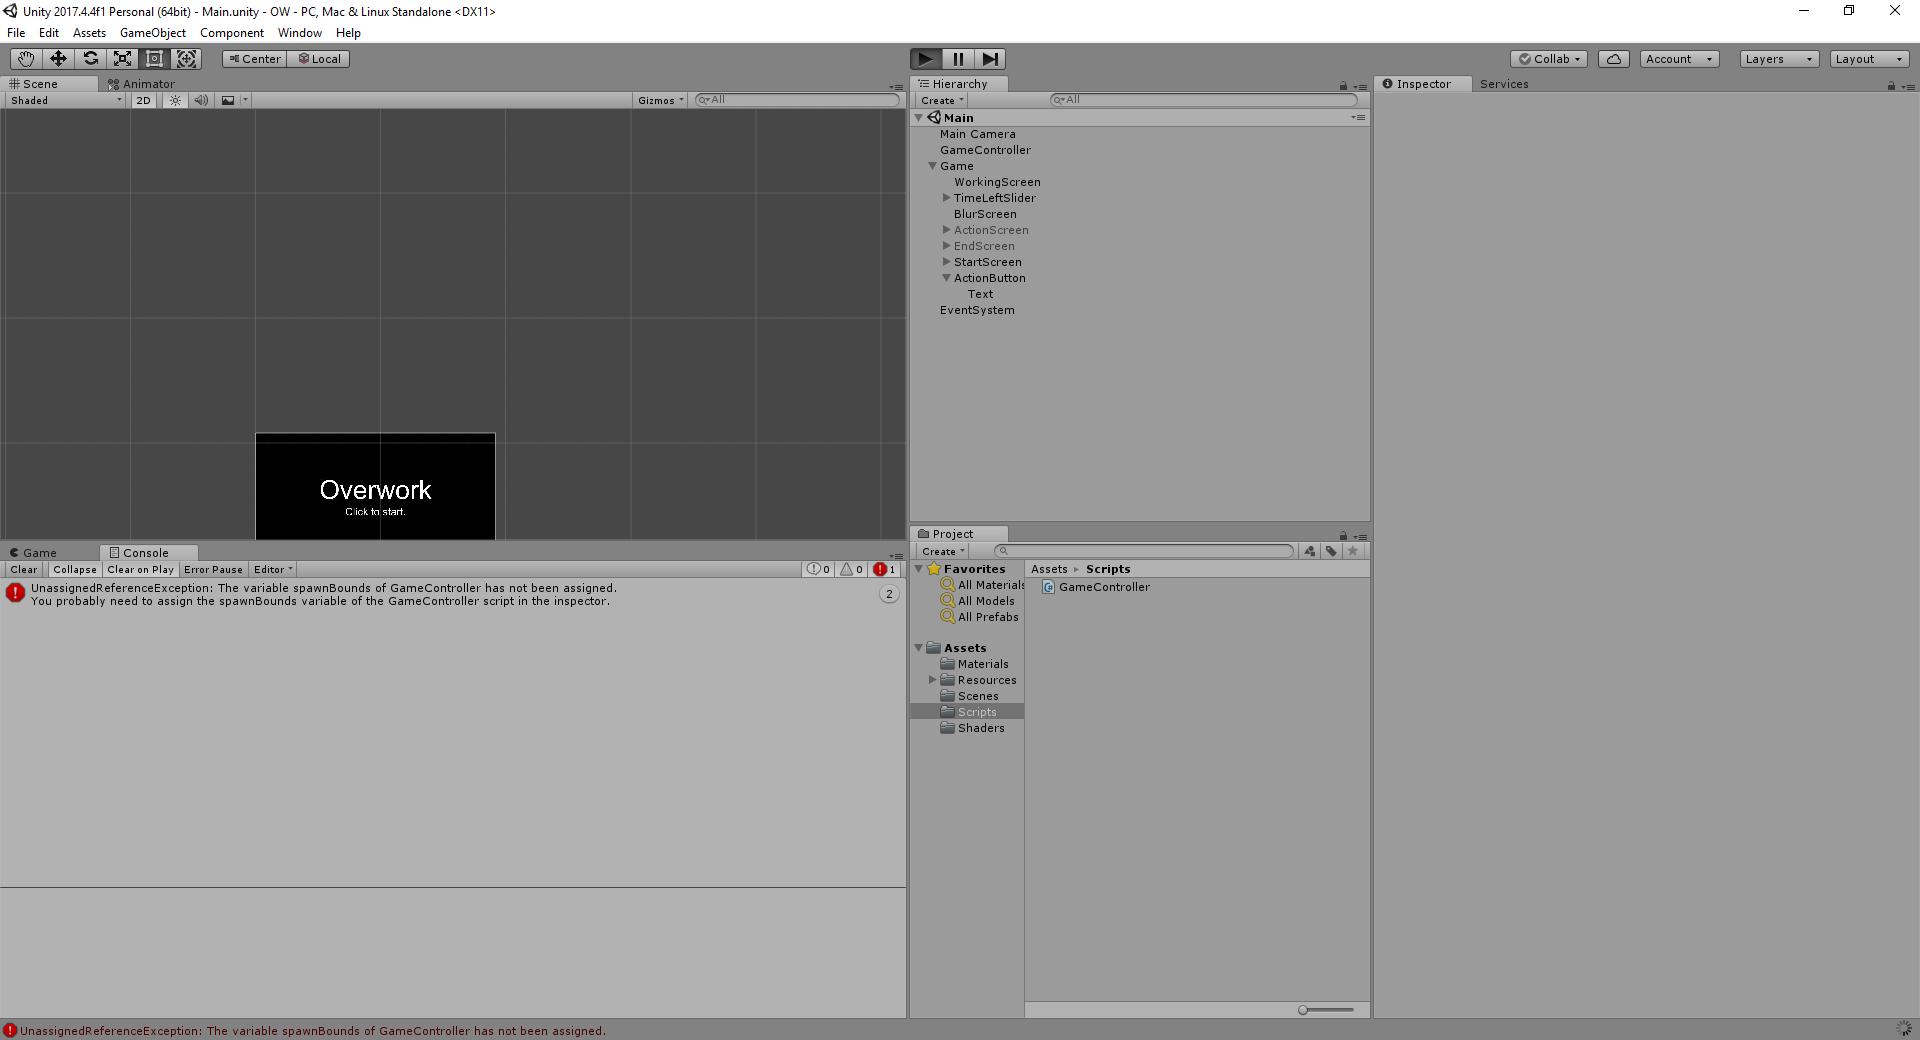 Unity 2017.4.4f1 Personal (64bit) - Main.unity - OW - PC, Mac & Linux Standalone <DX11>
File Edit Assets GameObject Component Window Help
Center Local
Collab Account Layers Layout
Scene Animator
Shaded 2D Gizmos All
Overwork
Click to start.
Hierarchy
Create All
Main
Main Camera
GameController
Game
WorkingScreen
TimeLeftSlider
BlurScreen
ActionScreen
EndScreen
StartScreen
ActionButton
Text
EventSystem
Inspector Services
Game Console
Clear Collapse Clear on Play Error Pause Editor 0 0 1
UnassignedReferenceException: The variable spawnBounds of GameController has not been assigned.
You probably need to assign the spawnBounds variable of the GameController script in the inspector.
2
Project
Create
Favorites
All Materials
All Models
All Prefabs
Assets
Materials
Resources
Scenes
Scripts
Shaders
Assets Scripts
GameController
UnassignedReferenceException: The variable spawnBounds of GameController has not been assigned.